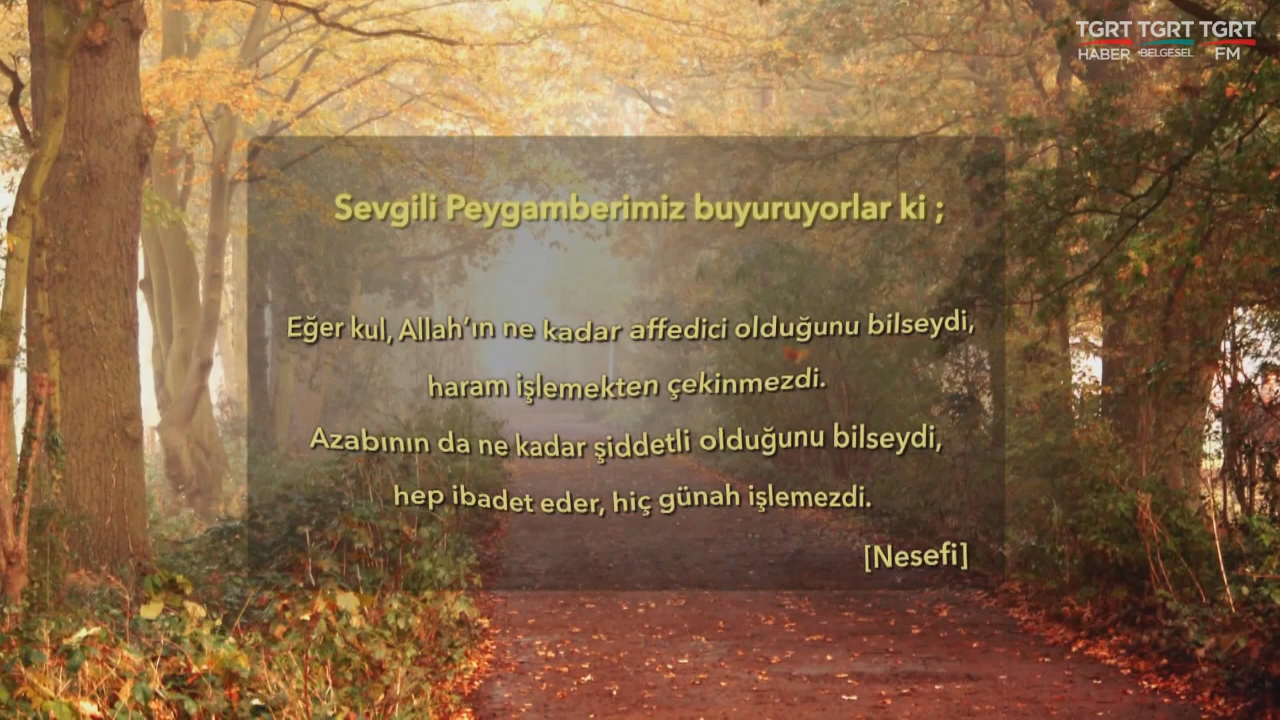 TGRT TGRT TGRT
HABER BELGESEL FM
Sevgili Peygamberimiz buyuruyorlar ki ;
Eğer kul, Allah’ın ne kadar affedici olduğunu bilseydi,
haram işlemekten çekinmezdi.
Azabının da ne kadar şiddetli olduğunu bilseydi,
hep ibadet eder, hiç günah işlemezdi.
[Nesefi]